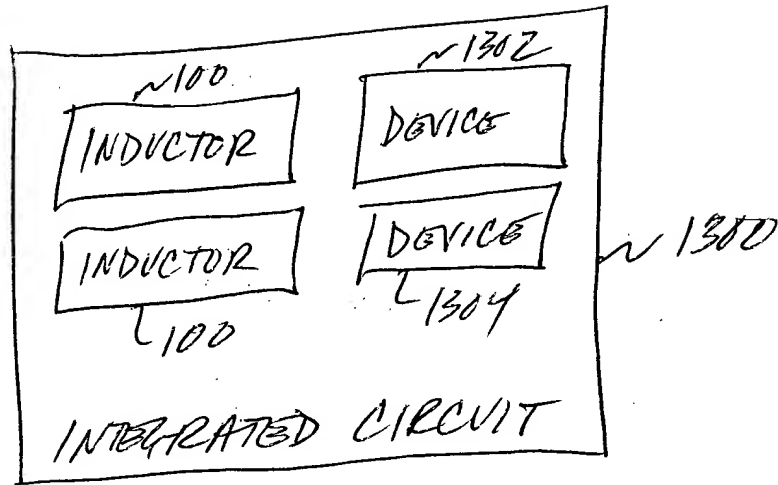 100 1302
INDUCTOR DEVICE
INDUCTOR DEVICE 1300
100 1304
INTEGRATED CIRCUIT